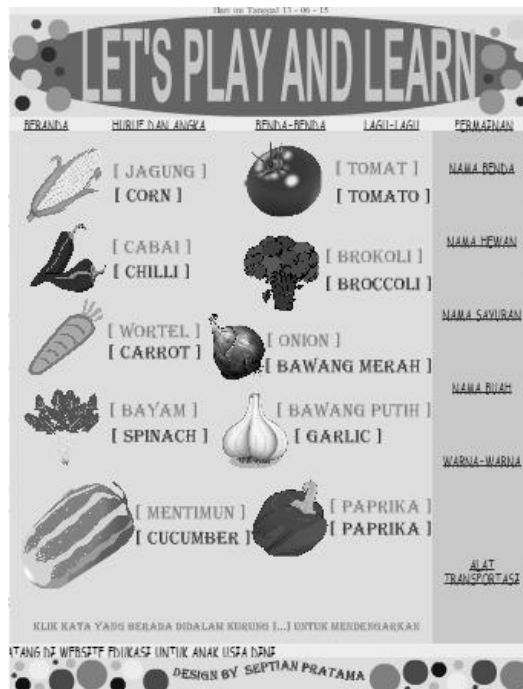 Hari ini Tanggal 13 - 06 - 15
LET'S PLAY AND LEARN
BERANDA HURUF DAN ANGKA BENDA-BENDA LAGU-LAGU PERMAINAN
[ JAGUNG ]
[ CORN ]
[ TOMAT ]
[ TOMATO ]
NAMA BENDA
[ CABAI ]
[ CHILLI ]
[ BROKOLI ]
[ BROCCOLI ]
NAMA HEWAN
[ WORTEL ]
[ CARROT ]
[ ONION ]
[ BAWANG MERAH ]
NAMA SAYURAN
[ BAYAM ]
[ SPINACH ]
[ BAWANG PUTIH ]
[ GARLIC ]
NAMA BUAH
WARNA-WARNA
[ MENTIMUN ]
[ CUCUMBER ]
[ PAPRIKA ]
[ PAPRIKA ]
ALAT
TRANSPORTASI
KLIK KATA YANG BERADA DIDALAM KURUNG [...] UNTUK MENDENGARKAN
ATANG DI WEBSITE EDUKASI UNTUK ANAK USIA DINI
DESIGN BY SEPTIAN PRATAMA